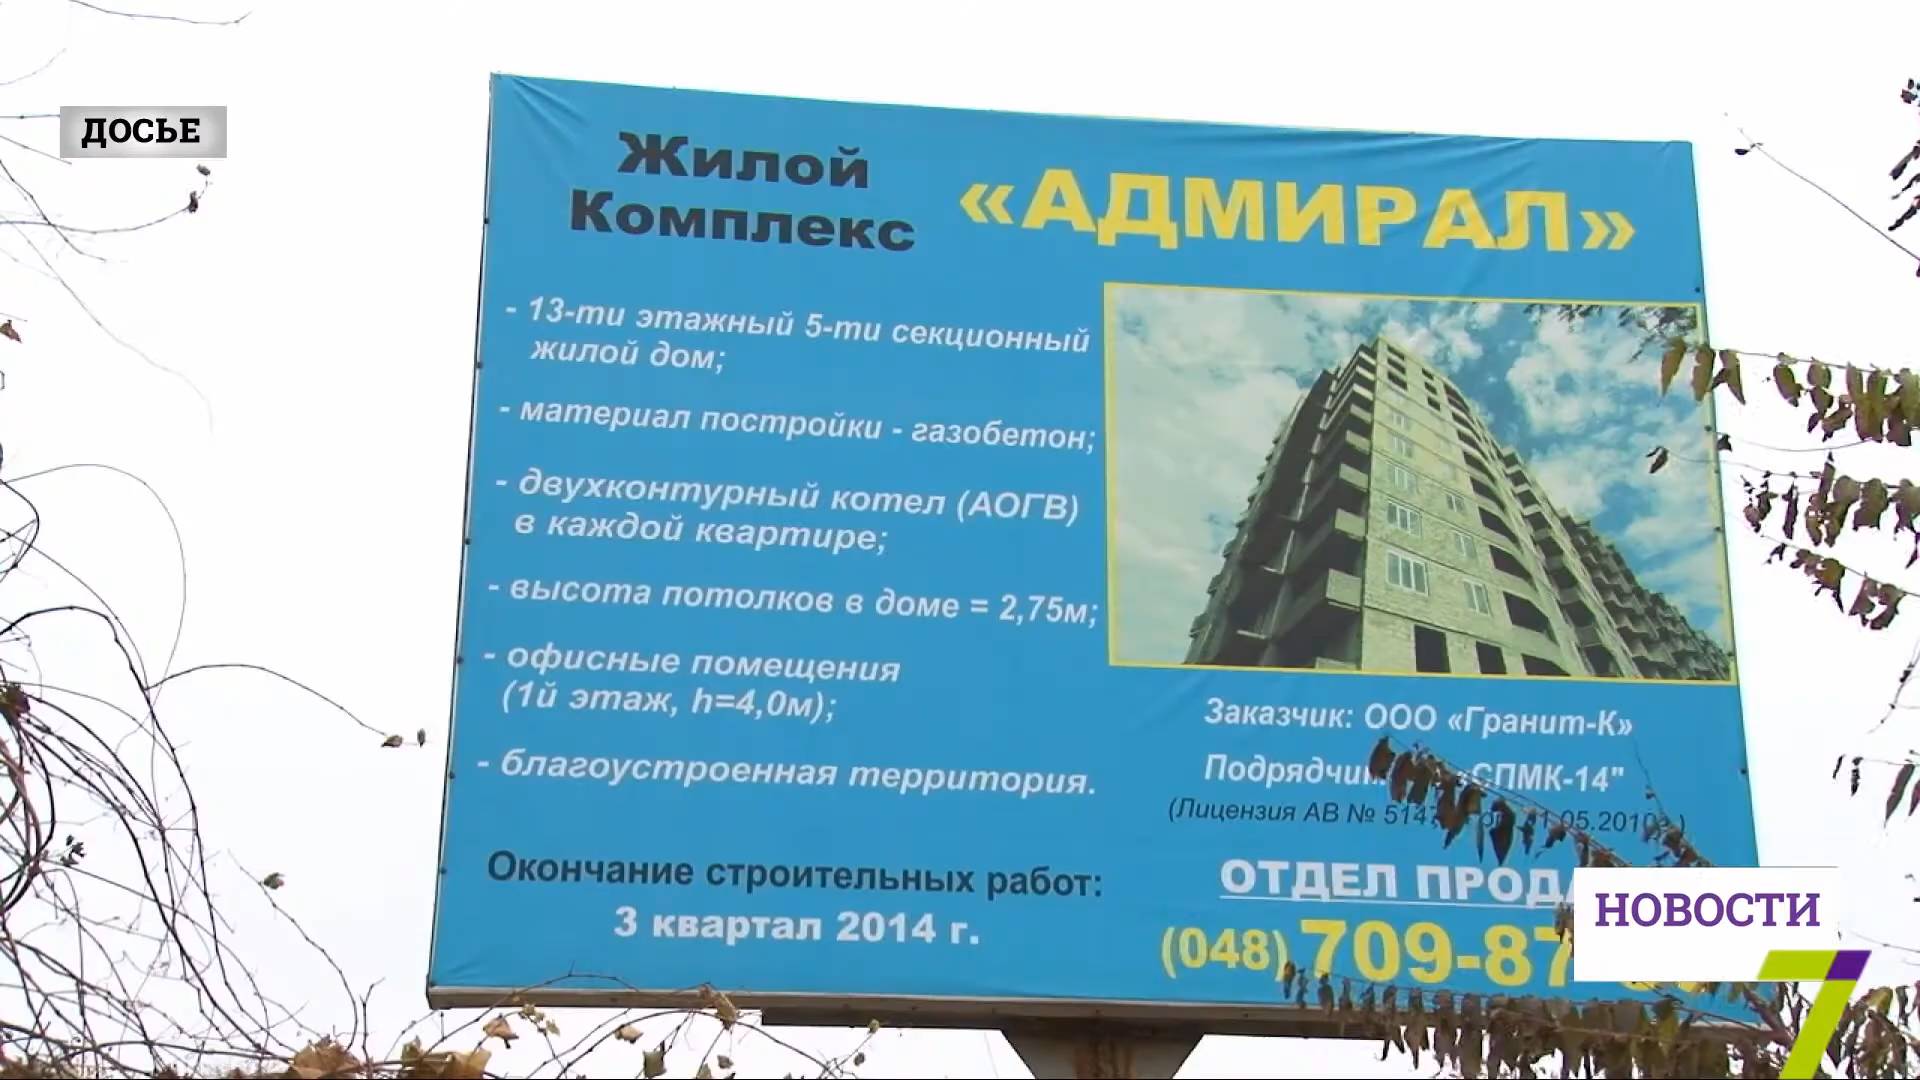 ДОСЬЕ
Жилой
Комплекс
«АДМИРАЛ»
- 13-ти этажный 5-ти секционный
жилой дом;
- материал постройки - газобетон;
- двухконтурный котел (АОГВ)
в каждой квартире;
- высота потолков в доме = 2,75м;
- офисные помещения
(1й этаж, h=4,0м);
- благоустроенная территория.
Окончание строительных работ:
3 квартал 2014 г.
Заказчик: ООО «Гранит-К»
«СПМК-14"
(Лицензия АВ № .05.2010г.)
ОТДЕЛ
(048) 709-87
НОВОСТИ
7